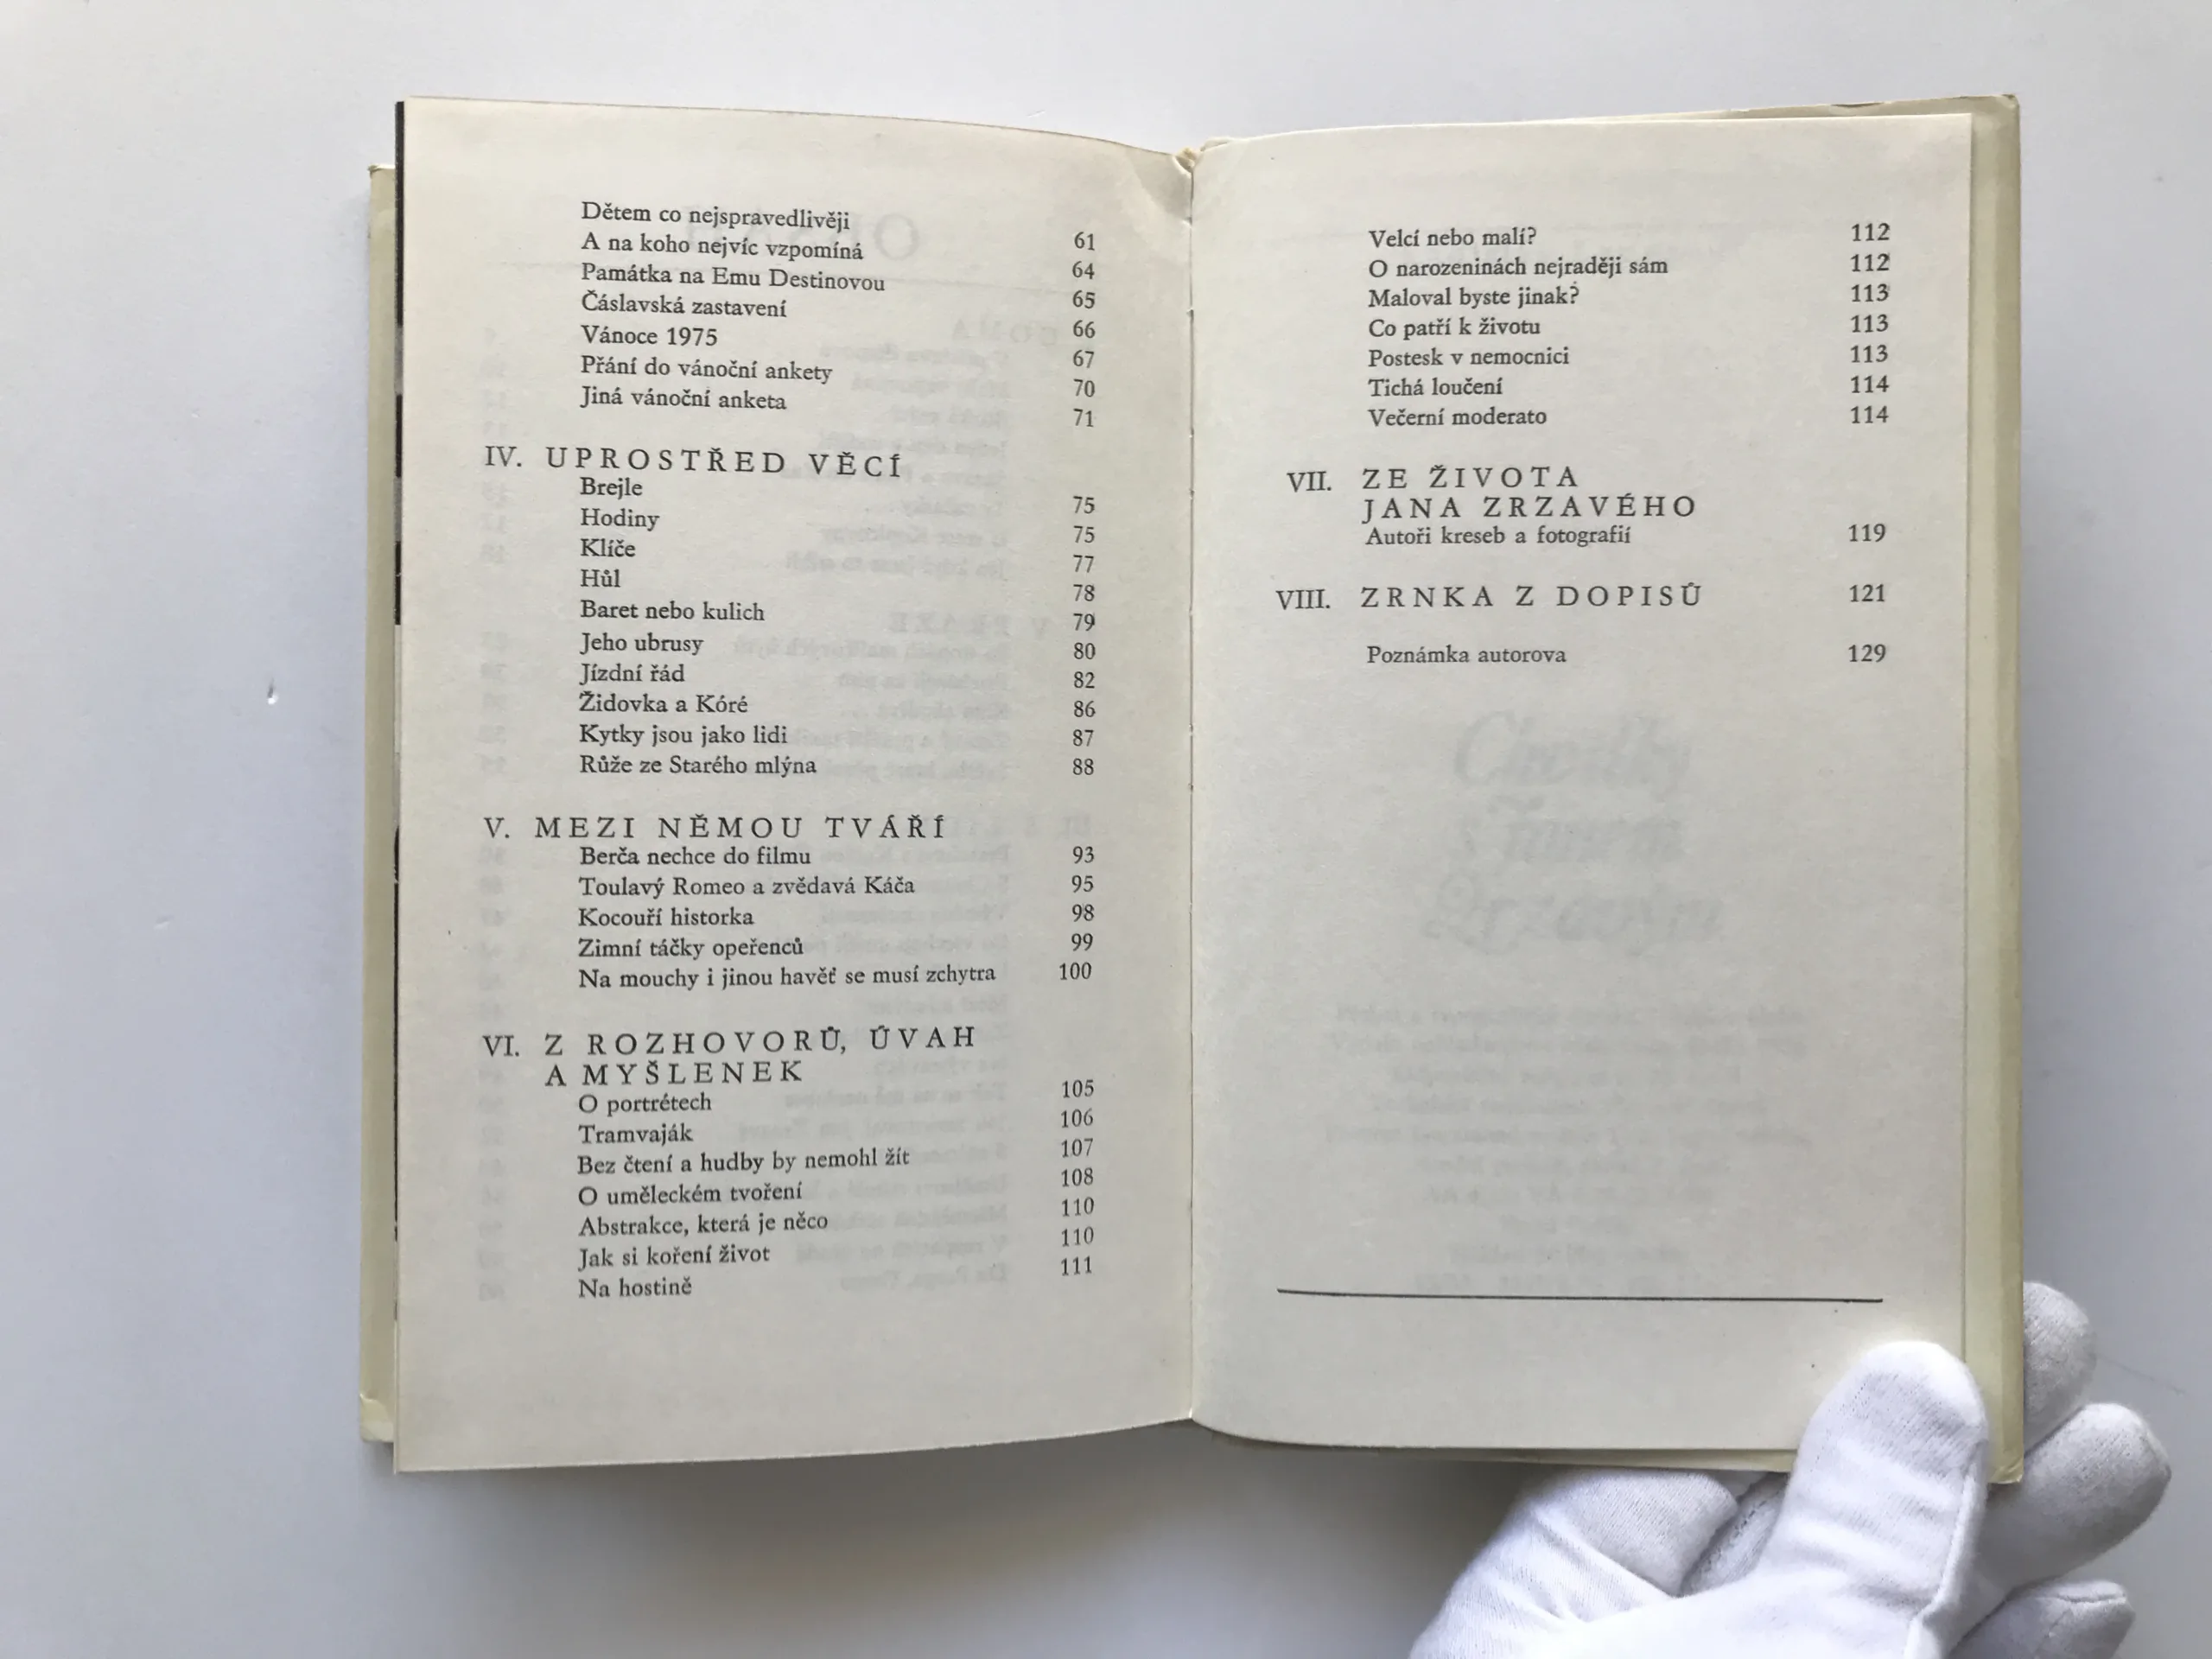 Dětem co nejspravedlivěji 61
A na koho nejvíc vzpomíná 64
Památka na Emu Destinovou 65
Čáslavská zastavení 66
Vánoce 1975 67
Přání do vánoční ankety 70
Jiná vánoční anketa 71
IV. UPROSTŘED VĚCÍ
Brejle 75
Hodiny 75
Klíče 77
Hůl 78
Baret nebo kulich 79
Jeho ubrusy 80
Jízdní řád 82
Židovka a Kóré 86
Kytky jsou jako lidi 87
Růže ze Starého mlýna 88
V. MEZI NĚMOU TVÁŘÍ
Berča nechce do filmu 93
Toulavý Romeo a zvědavá Káča 95
Kocouří historka 98
Zimní táčky opeřenců 99
Na mouchy i jinou havěť se musí zchytra 100
VI. Z ROZHOVORŮ, ÚVAH
A MYŠLENEK
O portrétech 105
Tramvaják 106
Bez čtení a hudby by nemohl žít 107
O uměleckém tvoření 108
Abstrakce, která je něco 110
Jak si koření život 110
Na hostině 111
Velcí nebo malí? 112
O narozeninách nejraději sám 112
Maloval byste jinak? 113
Co patří k životu 113
Postesk v nemocnici 113
Tichá loučení 114
Večerní moderato 114
VII. ZE ŽIVOTA
JANA ZRZAVÉHO
Autoři kreseb a fotografií 119
VIII. ZRNKA Z DOPISŮ 121
Poznámka autorova 129